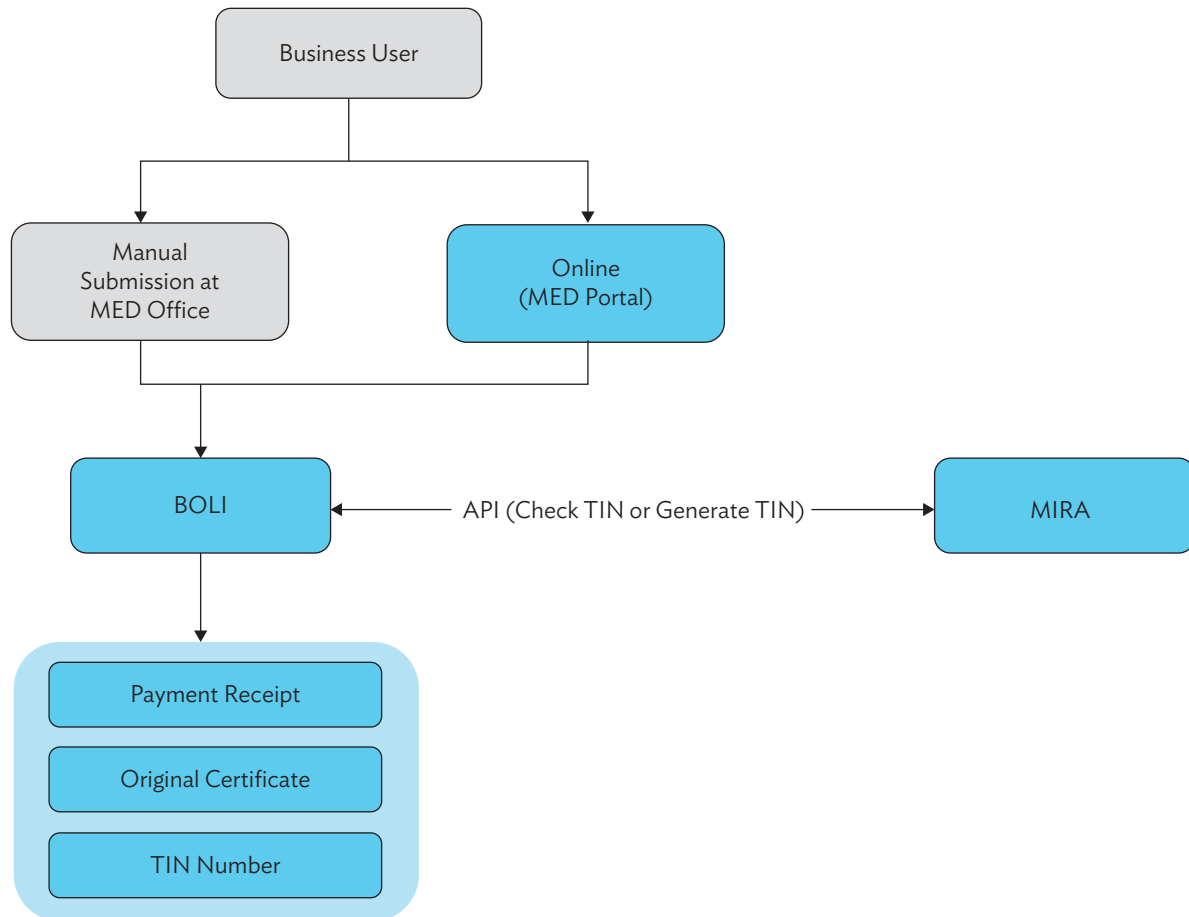 Business User
Manual
Submission at
MED Office
Online
(MED Portal)
BOLI
API (Check TIN or Generate TIN)
MIRA
Payment Receipt
Original Certificate
TIN Number